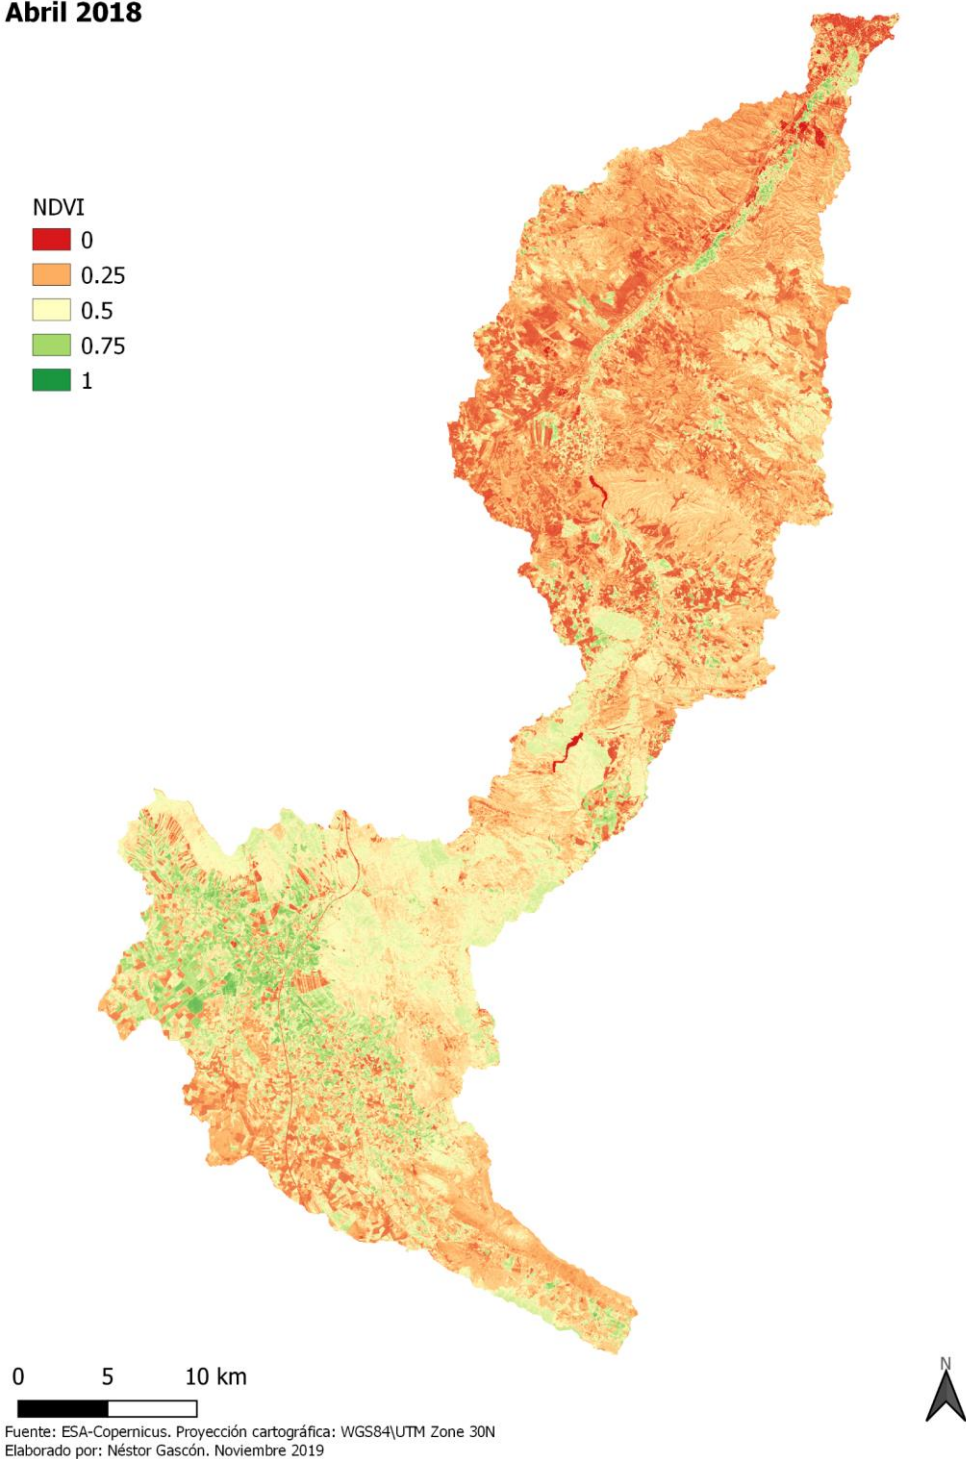 Abril 2018
NDVI
0
0.25
0.5
0.75
1
0 5 10 km
N
Fuente: ESA-Copernicus. Proyección cartográfica: WGS84\UTM Zone 30N
Elaborado por: Néstor Gascón. Noviembre 2019